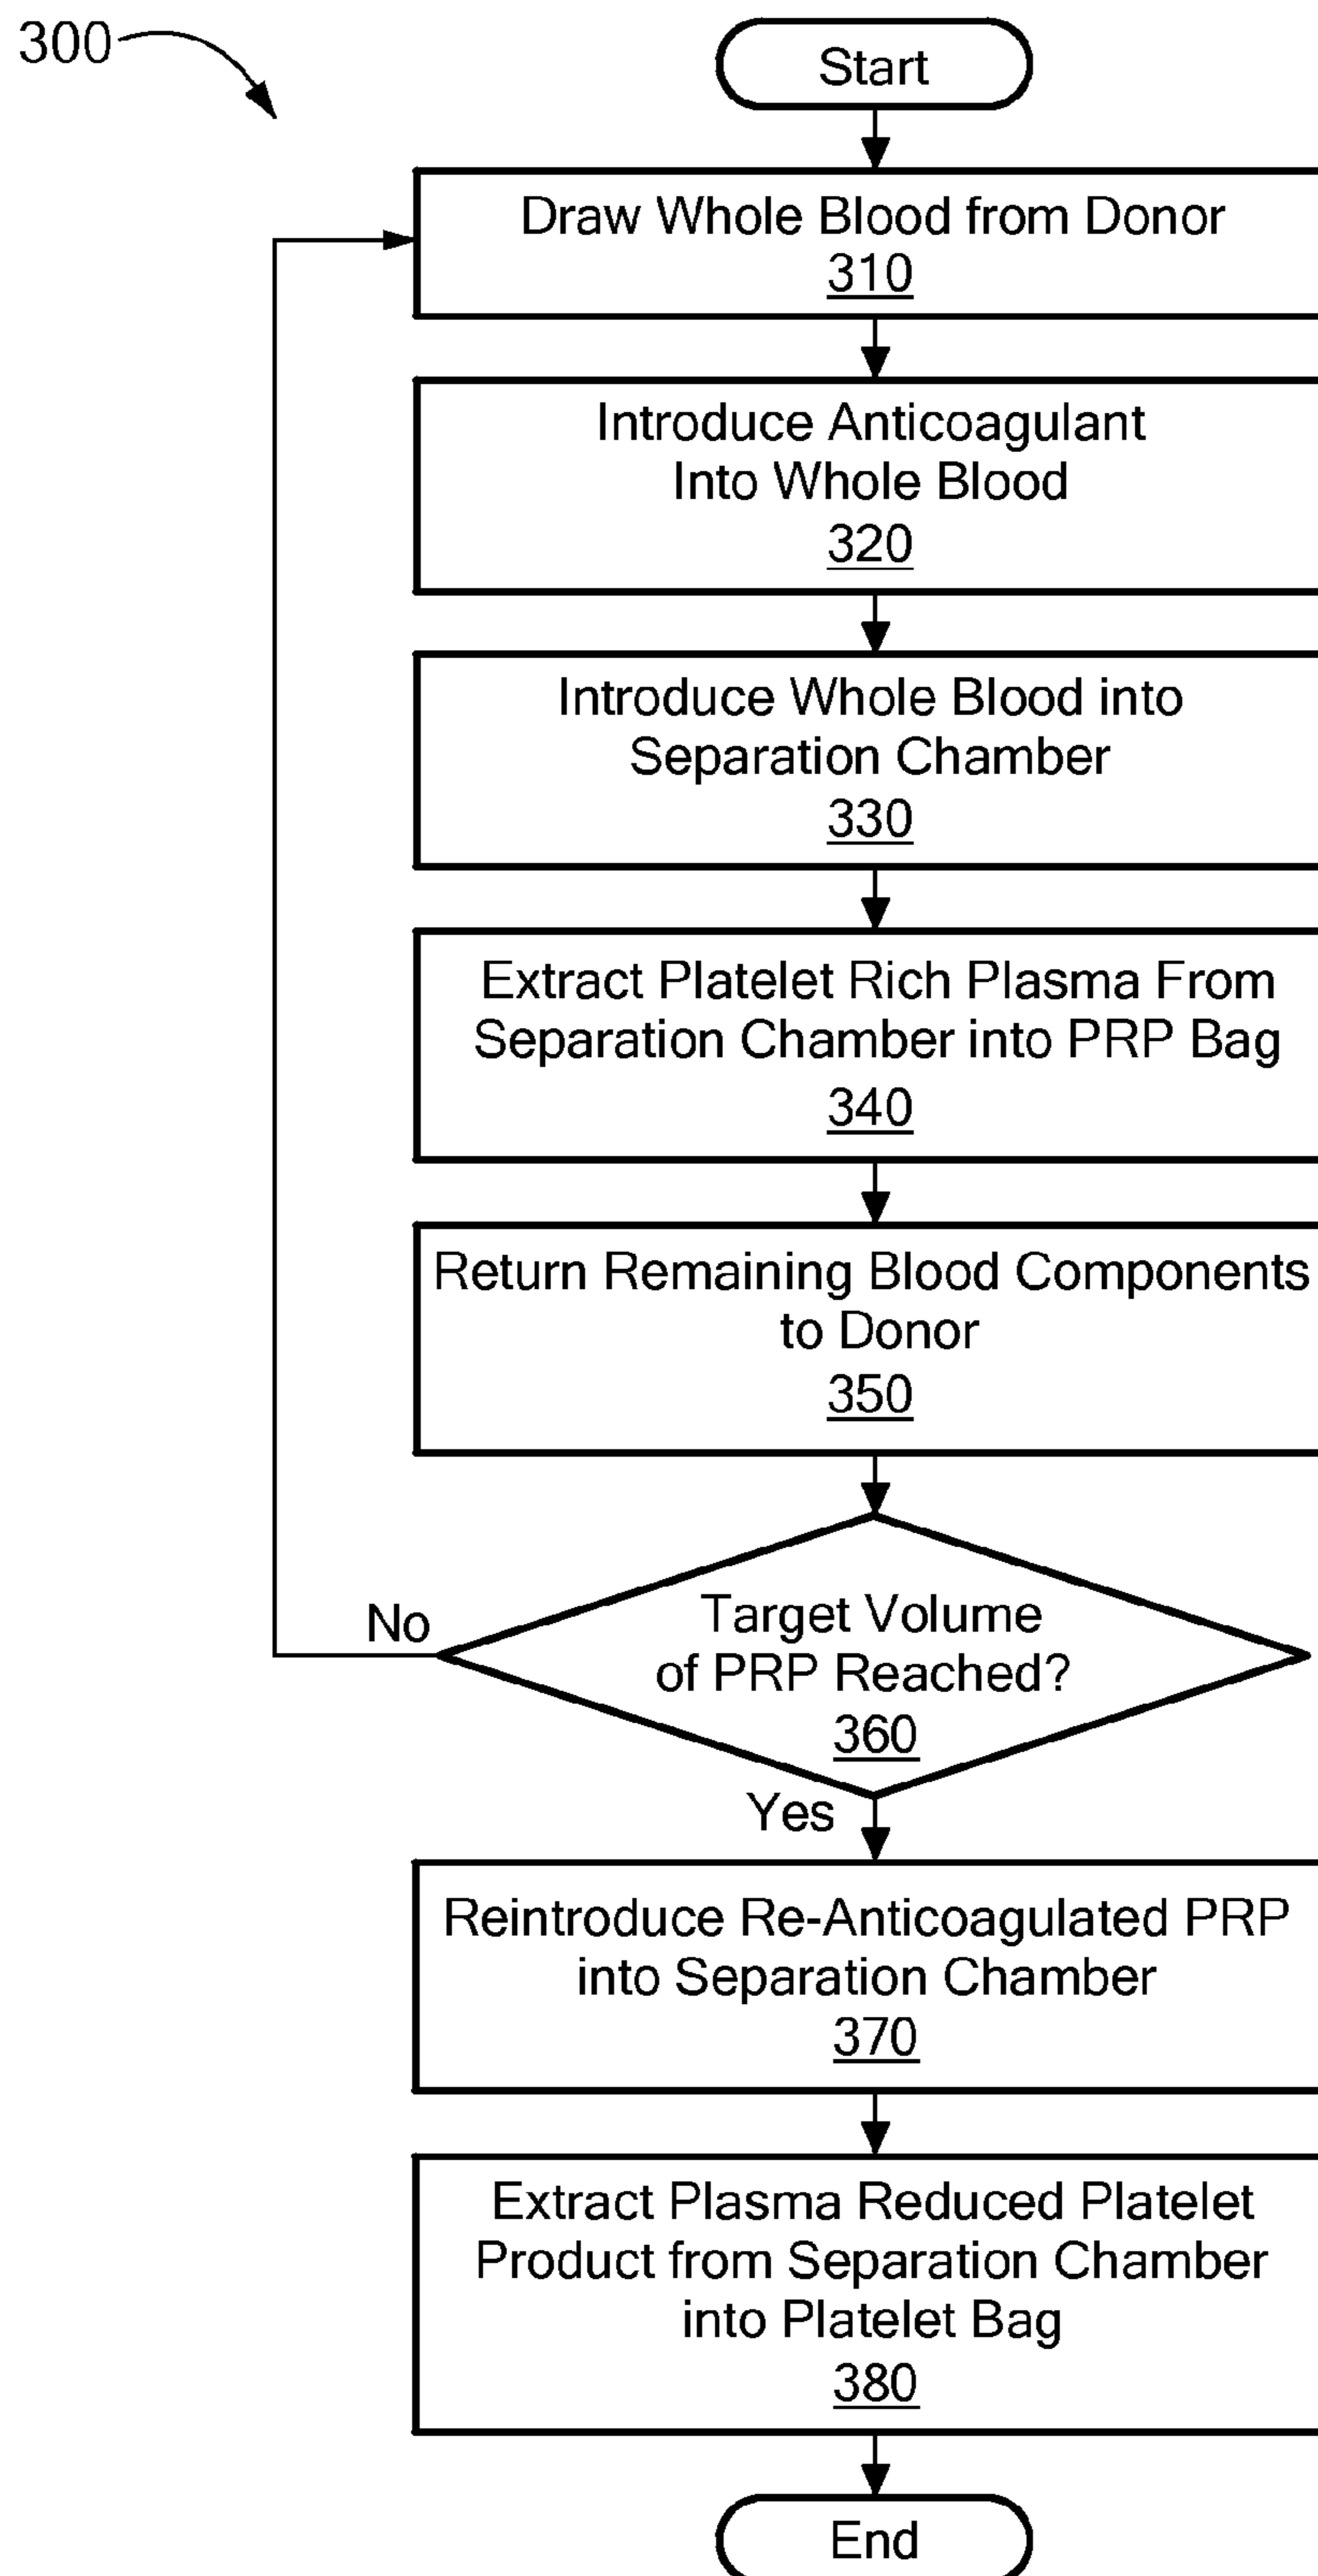 300
Start
Draw Whole Blood from Donor
310
Introduce Anticoagulant
Into Whole Blood
320
Introduce Whole Blood into
Separation Chamber
330
Extract Platelet Rich Plasma From
Separation Chamber into PRP Bag
340
Return Remaining Blood Components
to Donor
350
Target Volume
of PRP Reached?
360
No
Yes
Reintroduce Re-Anticoagulated PRP
into Separation Chamber
370
Extract Plasma Reduced Platelet
Product from Separation Chamber
into Platelet Bag
380
End